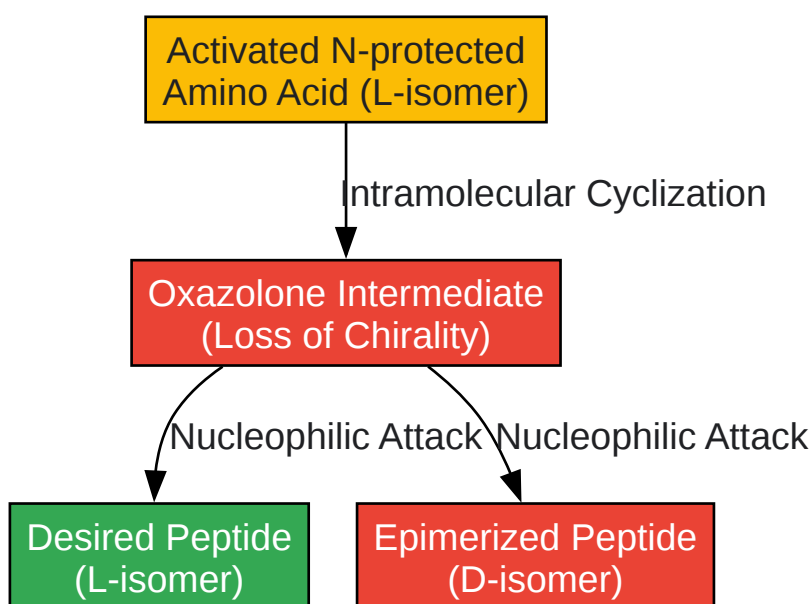 Activated N-protected
Amino Acid (L-isomer)
Intramolecular Cyclization
Oxazolone Intermediate
(Loss of Chirality)
Nucleophilic Attack
Nucleophilic Attack
Desired Peptide
(L-isomer)
Epimerized Peptide
(D-isomer)